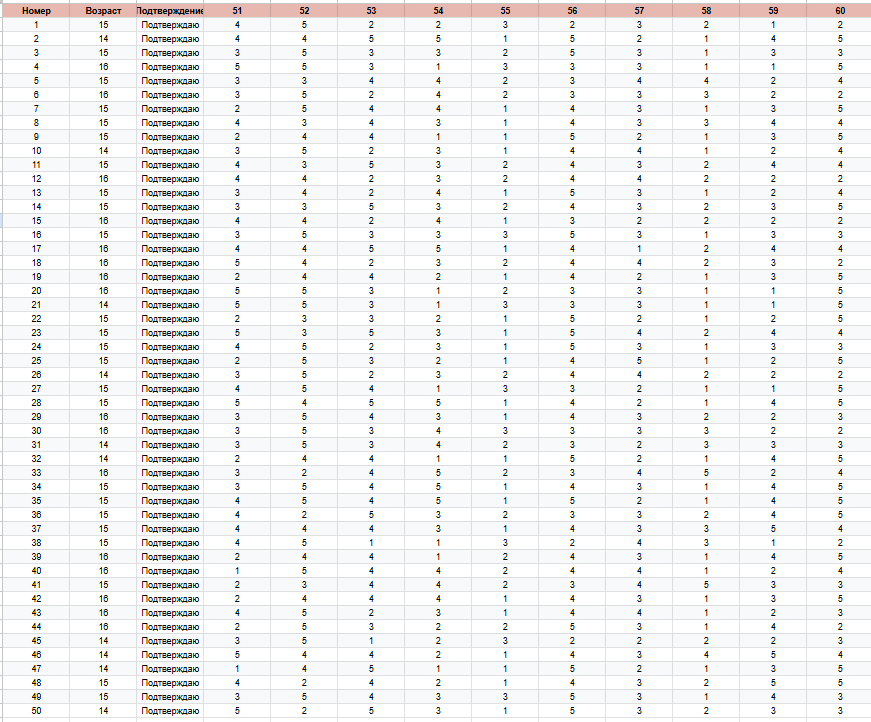 Номер Возраст Подтверждение 51 52 53 54 55 56 57 58 59 60
1 15 Подтверждаю 4 5 2 2 3 2 3 2 1 2
2 14 Подтверждаю 4 4 5 5 1 5 2 1 4 5
3 15 Подтверждаю 3 5 3 3 2 5 3 1 3 3
4 16 Подтверждаю 5 5 3 1 3 3 3 1 1 5
5 15 Подтверждаю 3 3 4 4 2 3 4 4 2 4
6 16 Подтверждаю 3 5 2 4 2 3 3 3 2 2
7 15 Подтверждаю 2 5 4 4 1 4 3 1 3 5
8 15 Подтверждаю 4 3 4 3 1 4 3 3 4 4
9 15 Подтверждаю 2 4 4 1 1 5 2 1 3 5
10 14 Подтверждаю 3 5 2 3 1 4 4 1 2 4
11 15 Подтверждаю 4 3 5 3 2 4 3 2 4 4
12 16 Подтверждаю 4 4 2 3 2 4 4 2 2 2
13 15 Подтверждаю 3 4 2 4 1 5 3 1 2 4
14 15 Подтверждаю 3 3 5 3 2 4 3 2 3 5
15 16 Подтверждаю 4 4 2 4 1 3 2 2 2 2
16 15 Подтверждаю 3 5 3 3 3 5 3 1 3 3
17 16 Подтверждаю 4 4 5 5 1 4 1 2 4 4
18 16 Подтверждаю 5 4 2 3 2 4 4 2 3 2
19 16 Подтверждаю 2 4 4 2 1 4 2 1 3 5
20 16 Подтверждаю 5 5 3 1 2 3 3 1 1 5
21 14 Подтверждаю 5 5 3 1 3 3 3 1 1 5
22 15 Подтверждаю 2 3 3 2 1 5 2 1 2 5
23 15 Подтверждаю 5 3 5 3 1 5 4 2 4 4
24 15 Подтверждаю 4 5 2 3 1 5 3 1 3 3
25 15 Подтверждаю 2 5 3 2 1 4 5 1 2 5
26 14 Подтверждаю 3 5 2 3 2 4 4 2 2 2
27 15 Подтверждаю 4 5 4 1 3 3 2 1 1 5
28 15 Подтверждаю 5 4 5 5 1 4 2 1 4 5
29 16 Подтверждаю 3 5 4 3 1 4 3 2 2 3
30 16 Подтверждаю 3 5 3 4 3 3 3 3 2 2
31 14 Подтверждаю 3 5 3 4 2 3 2 3 3 3
32 14 Подтверждаю 2 4 4 1 1 5 2 1 4 5
33 16 Подтверждаю 3 2 4 5 2 3 4 5 2 4
34 15 Подтверждаю 3 5 4 5 1 4 3 1 4 5
35 15 Подтверждаю 4 5 4 5 1 5 2 1 4 5
36 15 Подтверждаю 4 2 5 3 2 3 3 2 4 5
37 15 Подтверждаю 4 4 4 3 1 4 3 3 5 4
38 15 Подтверждаю 4 5 1 1 3 2 4 3 1 2
39 16 Подтверждаю 2 4 4 1 2 4 3 1 4 5
40 16 Подтверждаю 1 5 4 4 2 4 4 1 2 4
41 15 Подтверждаю 2 3 4 4 2 3 4 5 3 3
42 16 Подтверждаю 2 4 4 4 1 4 3 1 3 5
43 16 Подтверждаю 4 5 2 3 1 4 4 1 2 3
44 16 Подтверждаю 2 5 3 2 2 5 3 1 4 2
45 14 Подтверждаю 3 5 1 2 3 2 2 2 2 3
46 14 Подтверждаю 5 4 4 2 1 4 3 4 5 4
47 14 Подтверждаю 1 4 5 1 1 5 2 1 3 5
48 15 Подтверждаю 4 2 4 2 1 4 3 2 5 5
49 15 Подтверждаю 3 5 4 3 3 5 3 1 4 3
50 14 Подтверждаю 5 2 5 3 1 5 3 2 3 3